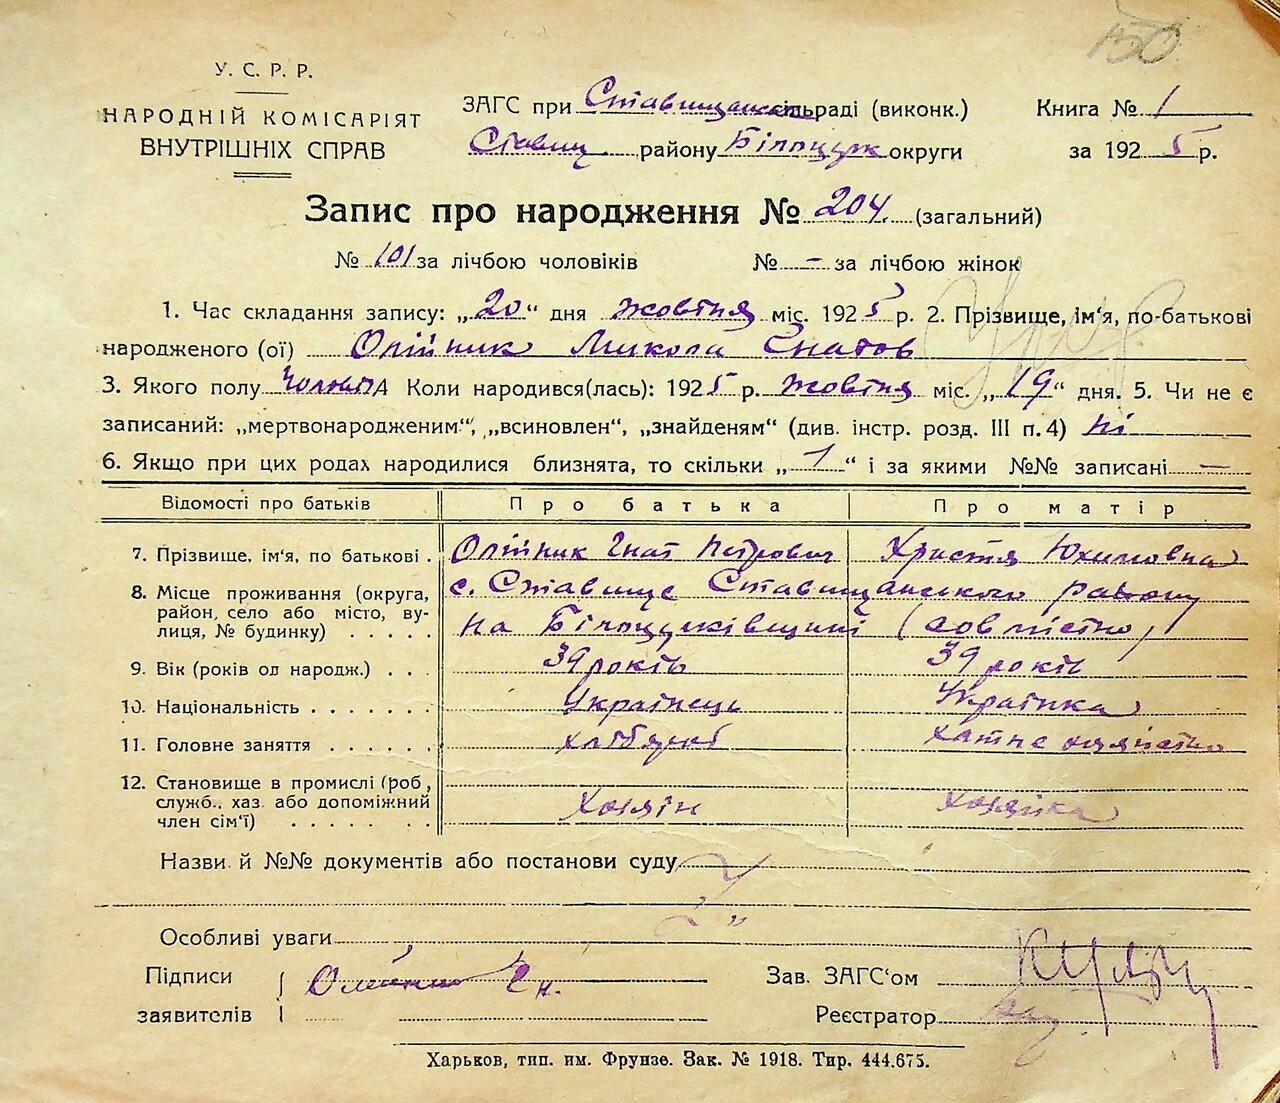 150
У. С. Р. Р.
НАРОДНІЙ КОМІСАРІЯТ
ВНУТРІШНІХ СПРАВ
ЗАГС при Ставищанск сільраді (виконк.)
Ставищ району Білоцерк округи
Книга № 1
за 1925 р.
Запис про народження № 204. (загальний)
№ 101 за лічбою чоловіків № – за лічбою жінок
1. Час складання запису: „20“ дня жовтня міс. 1925 р. 2. Прізвище, ім‘я, по-батькові
народженого (ої) Олійник Микола Гнатов
3. Якого полу Чоловіч 4 Коли народився(лась): 1925 р. жовтня міс. „19“ дня. 5. Чи не є
записаний: „мертвонародженим“, „всиновлен“, „знайденям“ (див. інстр. розд. III п. 4) ні
6. Якщо при цих родах народилися близнята, то скільки „1“ і за якими №№ записані —
Відомості про батьків Про батька Про матір
7. Прізвище, ім‘я, по батькові . Олійник Гнат Петрович Христя Юхимовна
8. Місце проживання (округа, с. Ставище Ставищанського району
район, село або місто, ву-
лиця, № будинку) . . . . . на Білоцерківщині (совмістно)
9. Вік (років од народж.) . . . 39 років 39 років
10. Національність . . . . . . . Українець Українка
11. Головне заняття . . . . . . хатнє
12. Становище в промислі (роб.,
служб., хаз. або допоміжний Хозяін хозяйка
член сім‘ї) . . . . . . .
Назви й №№ документів або постанови суду
Особливі уваги
Підписи Олійник Гн.
заявителів
Зав. ЗАГС‘ом
Реєстратор
Харьков, тип. им. Фрунзе. Зак. № 1918. Тир. 444.675.